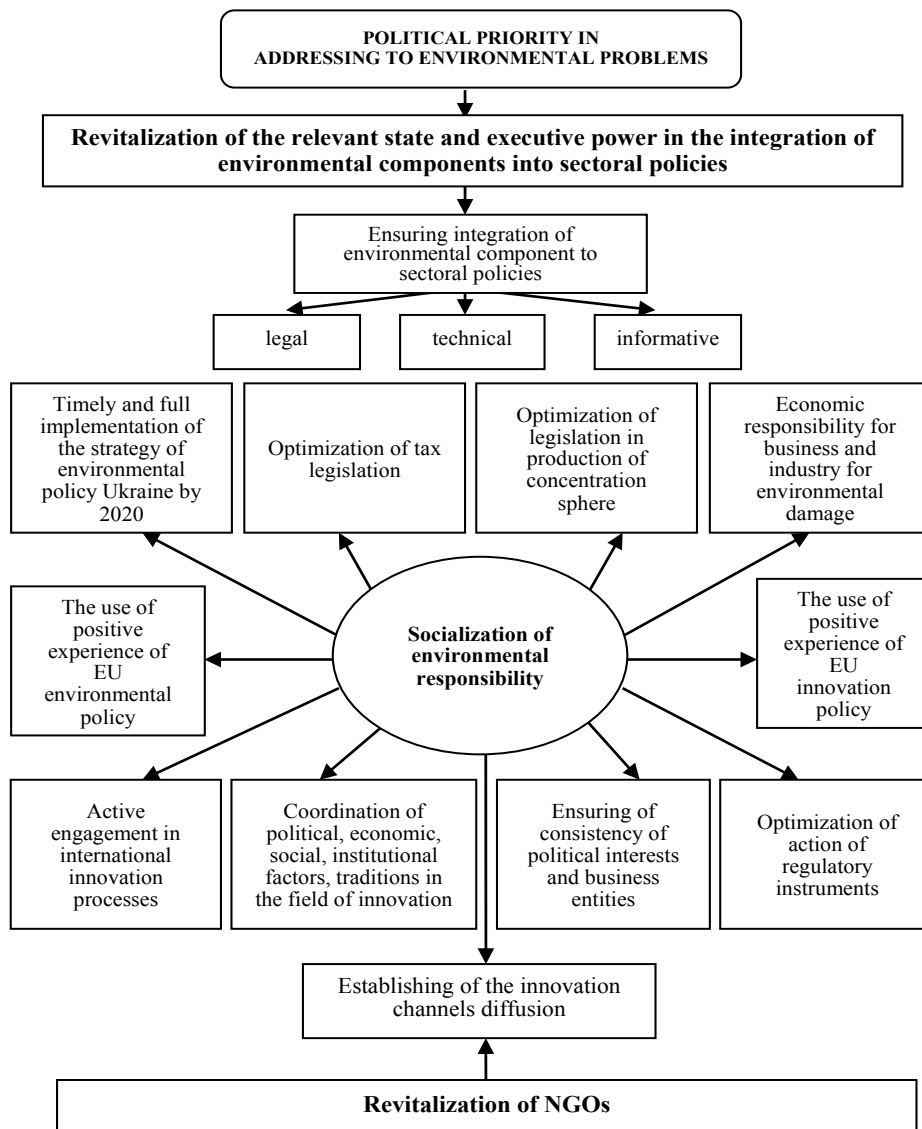 POLITICAL PRIORITY IN
ADDRESSING TO ENVIRONMENTAL PROBLEMS
Revitalization of the relevant state and executive power in the integration of
environmental components into sectoral policies
Ensuring integration of
environmental component to
sectoral policies
legal
technical
informative
Timely and full
implementation of
the strategy of
environmental
policy Ukraine by
2020
Optimization of tax
legislation
Optimization of
legislation in
production of
concentration
sphere
Economic
responsibility for
business and
industry for
environmental
damage
The use of
positive
experience of
EU
environmental
policy
Socialization of
environmental
responsibility
The use of
positive
experience of
EU
innovation
policy
Active
engagement in
international
innovation
processes
Coordination of
political, economic,
social, institutional
factors, traditions in
the field of innovation
Ensuring of
consistency of
political interests
and business
entities
Optimization of
action of
regulatory
instruments
Establishing of the innovation
channels diffusion
Revitalization of NGOs